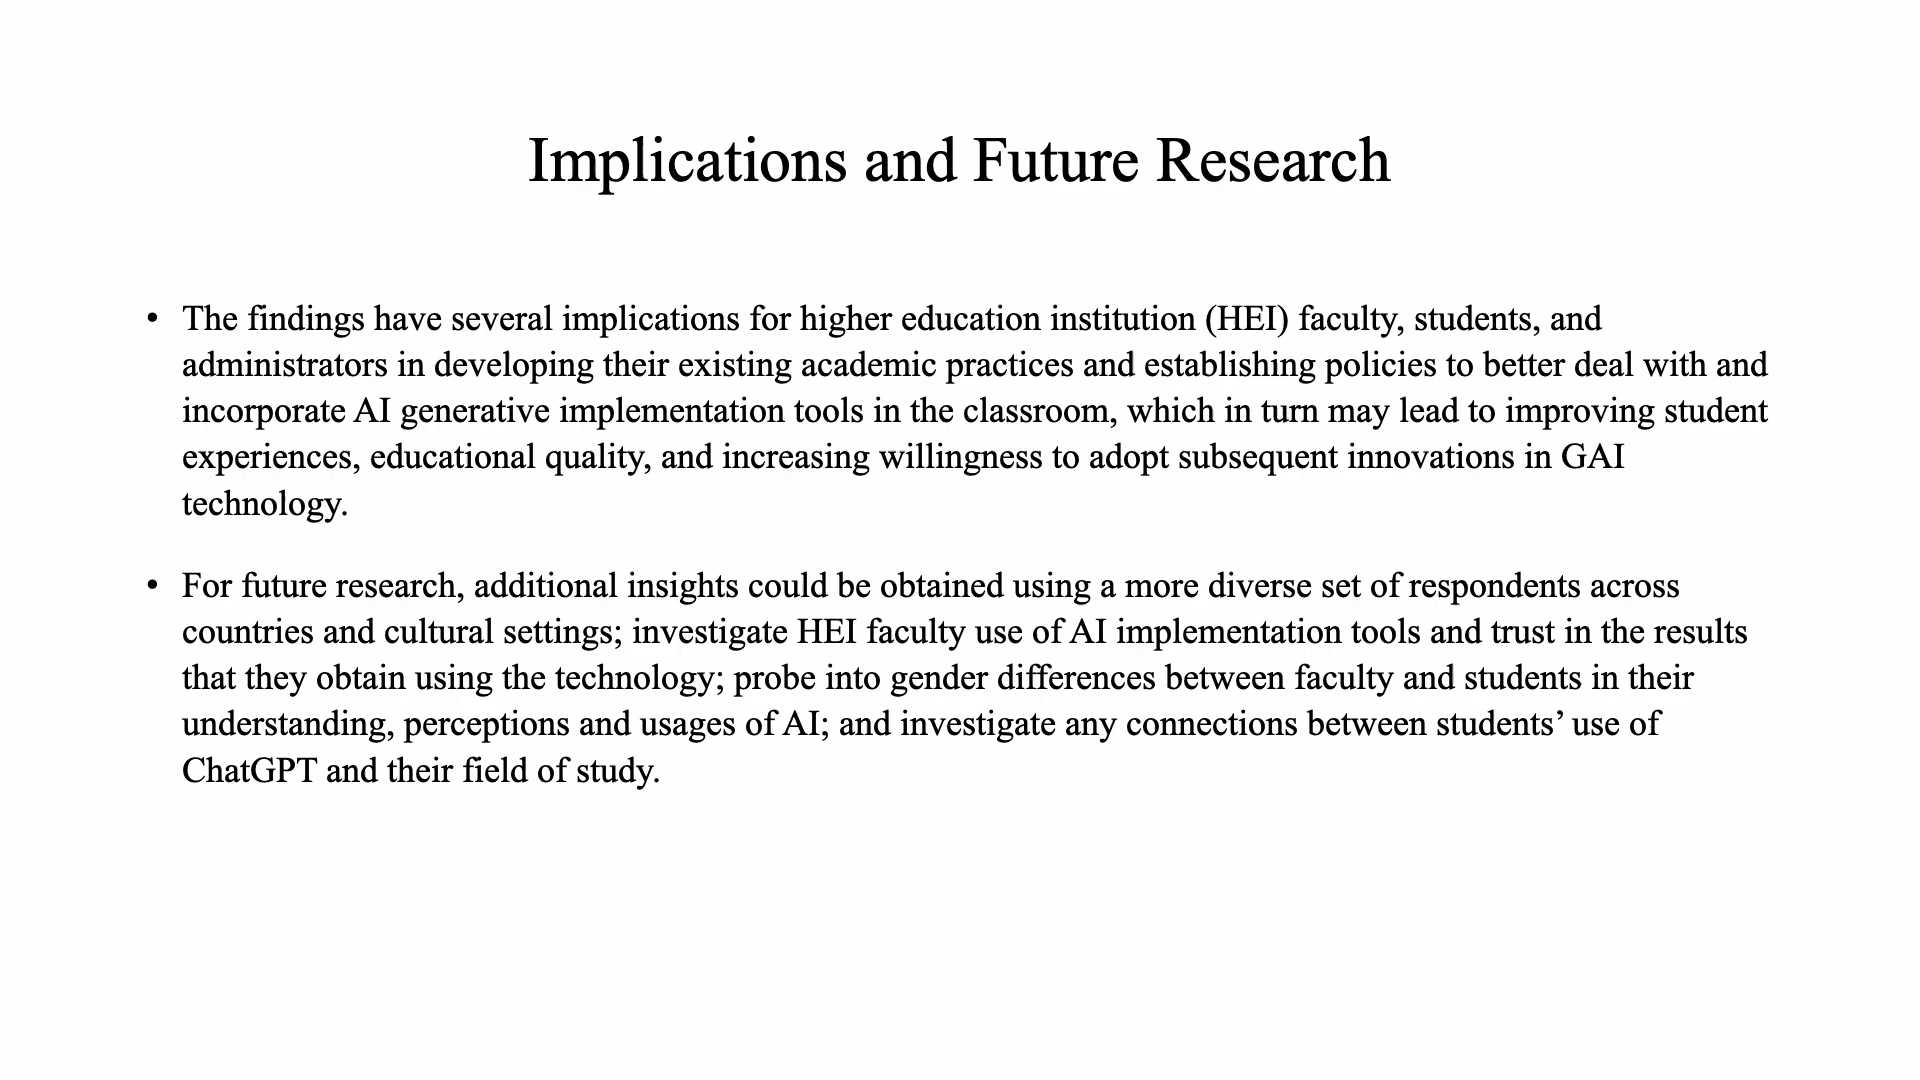 Implications and Future Research
• The findings have several implications for higher education institution (HEI) faculty, students, and
administrators in developing their existing academic practices and establishing policies to better deal with and
incorporate AI generative implementation tools in the classroom, which in turn may lead to improving student
experiences, educational quality, and increasing willingness to adopt subsequent innovations in GAI
technology.
• For future research, additional insights could be obtained using a more diverse set of respondents across
countries and cultural settings; investigate HEI faculty use of AI implementation tools and trust in the results
that they obtain using the technology; probe into gender differences between faculty and students in their
understanding, perceptions and usages of AI; and investigate any connections between students’ use of
ChatGPT and their field of study.